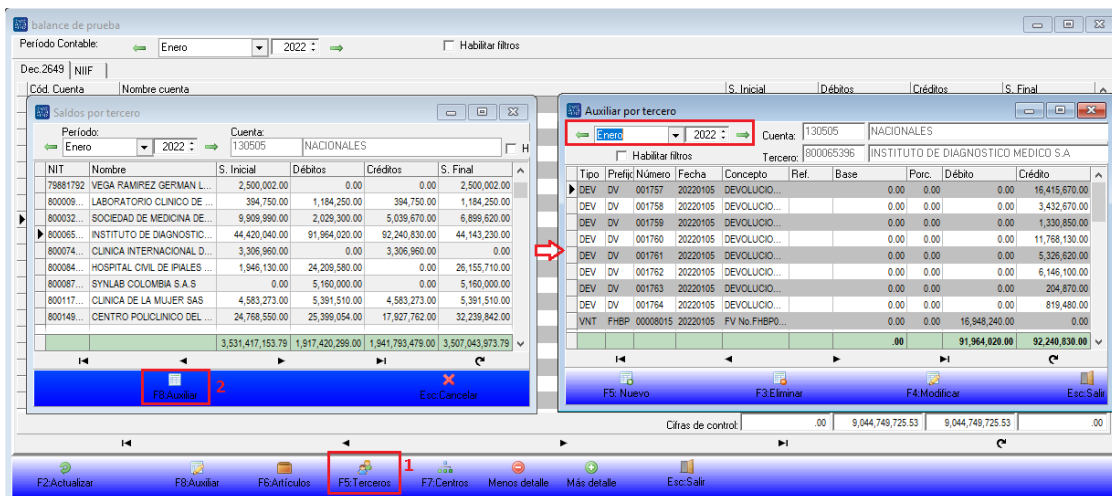 balance de prueba
Período Contable: Enero 2022 Habilitar filtros
Dec.2649 NIIF
Cód. Cuenta Nombre cuenta S. Inicial Débitos Créditos S. Final
Saldos por tercero
Período: Cuenta:
Enero 2022 130505 NACIONALES H
NIT Nombre S. Inicial Débitos Créditos S. Final
79881792 VEGA RAMIREZ GERMAN L... 2,500,002.00 0.00 0.00 2,500,002.00
800009... LABORATORIO CLINICO DE ... 394,750.00 1,184,250.00 394,750.00 1,184,250.00
800032... SOCIEDAD DE MEDICINA DE... 9,909,990.00 2,029,300.00 5,039,670.00 6,899,620.00
800065... INSTITUTO DE DIAGNOSTIC... 44,420,040.00 91,964,020.00 92,240,830.00 44,143,230.00
800074... CLINICA INTERNACIONAL D... 3,306,960.00 0.00 3,306,960.00 0.00
800084... HOSPITAL CIVIL DE IPIALES ... 1,946,130.00 24,209,580.00 0.00 26,155,710.00
800087... SYNLAB COLOMBIA S.A.S 0.00 5,160,000.00 0.00 5,160,000.00
800117... CLINICA DE LA MUJER SAS 4,583,273.00 5,391,510.00 4,583,273.00 5,391,510.00
800149... CENTRO POLICLINICO DEL ... 24,768,550.00 25,399,054.00 17,927,762.00 32,239,842.00
3,531,417,153.79 1,917,420,299.00 1,941,793,479.00 3,507,043,973.79
F8:Auxiliar 2 Esc:Cancelar
Auxiliar por tercero
Enero 2022 Cuenta: 130505 NACIONALES
Habilitar filtros Tercero: 800065396 INSTITUTO DE DIAGNOSTICO MEDICO S.A
Tipo Prefijo Número Fecha Concepto Ref. Base Porc. Débito Crédito
DEV DV 001757 20220105 DEVOLUCIO... 0.00 0.00 0.00 16,415,670.00
DEV DV 001758 20220105 DEVOLUCIO... 0.00 0.00 0.00 3,432,670.00
DEV DV 001759 20220105 DEVOLUCIO... 0.00 0.00 0.00 1,330,850.00
DEV DV 001760 20220105 DEVOLUCIO... 0.00 0.00 0.00 11,768,130.00
DEV DV 001761 20220105 DEVOLUCIO... 0.00 0.00 0.00 5,326,620.00
DEV DV 001762 20220105 DEVOLUCIO... 0.00 0.00 0.00 6,146,100.00
DEV DV 001763 20220105 DEVOLUCIO... 0.00 0.00 0.00 204,870.00
DEV DV 001764 20220105 DEVOLUCIO... 0.00 0.00 0.00 819,480.00
VNT FHBP 00008015 20220105 FV No.FHBP0... 0.00 0.00 16,948,240.00 0.00
.00 91,964,020.00 92,240,830.00
F5: Nuevo F3:Eliminar F4:Modificar Esc:Salir
Cifras de control: .00 9,044,749,725.53 9,044,749,725.53 .00
F2:Actualizar F8:Auxiliar F6:Artículos F5:Terceros 1 F7:Centros Menos detalle Más detalle Esc:Salir